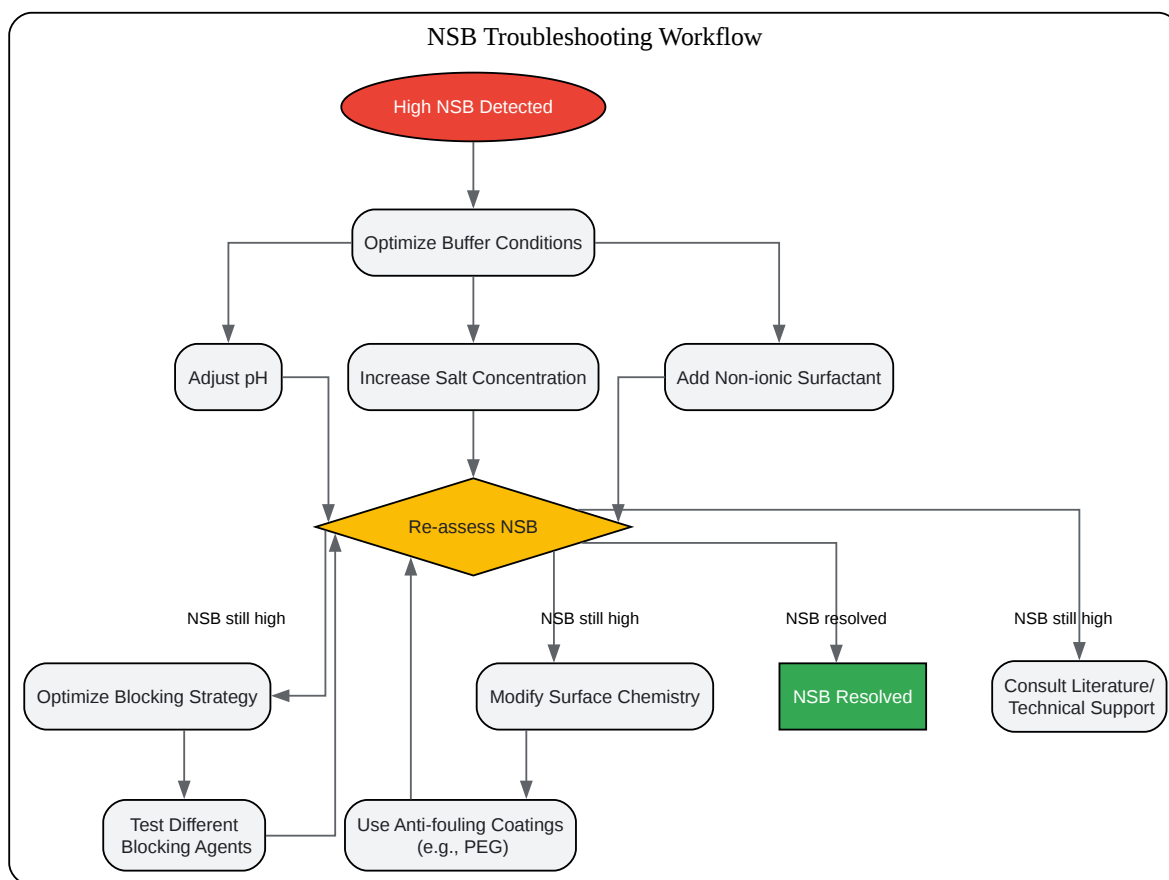 NSB Troubleshooting Workflow
High NSB Detected
Optimize Buffer Conditions
Adjust pH
Increase Salt Concentration
Add Non-ionic Surfactant
Re-assess NSB
NSB still high
NSB still high
NSB resolved
NSB still high
Optimize Blocking Strategy
Modify Surface Chemistry
NSB Resolved
Consult Literature/
Technical Support
Test Different
Blocking Agents
Use Anti-fouling Coatings
(e.g., PEG)